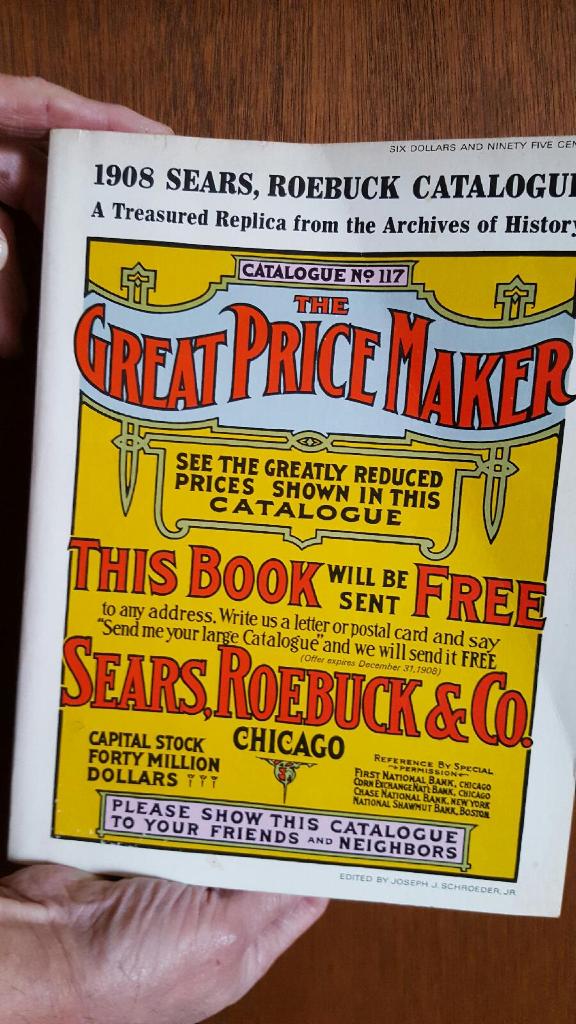 SIX DOLLARS AND NINETY FIVE CEN
1908 SEARS, ROEBUCK CATALOGU
A Treasured Replica from the Archives of History
CATALOGUE Nº 117
THE
GREAT PRICE MAKER
SEE THE GREATLY REDUCED
PRICES SHOWN IN THIS
CATALOGUE
THIS BOOK WILL BE SENT FREE
to any address. Write us a letter or postal card and say
"Send me your large Catalogue" and we will send it FREE
(Offer expires December 31, 1908)
SEARS, ROEBUCK & CO.
CHICAGO
CAPITAL STOCK
FORTY MILLION
DOLLARS
REFERENCE BY SPECIAL
PERMISSION
FIRST NATIONAL BANK, CHICAGO
CORN EXCHANGE NAT'L BANK, CHICAGO
CHASE NATIONAL BANK, NEW YORK
NATIONAL SHAWMUT BANK, BOSTON
PLEASE SHOW THIS CATALOGUE
TO YOUR FRIENDS AND NEIGHBORS
EDITED BY JOSEPH J. SCHROEDER, JR